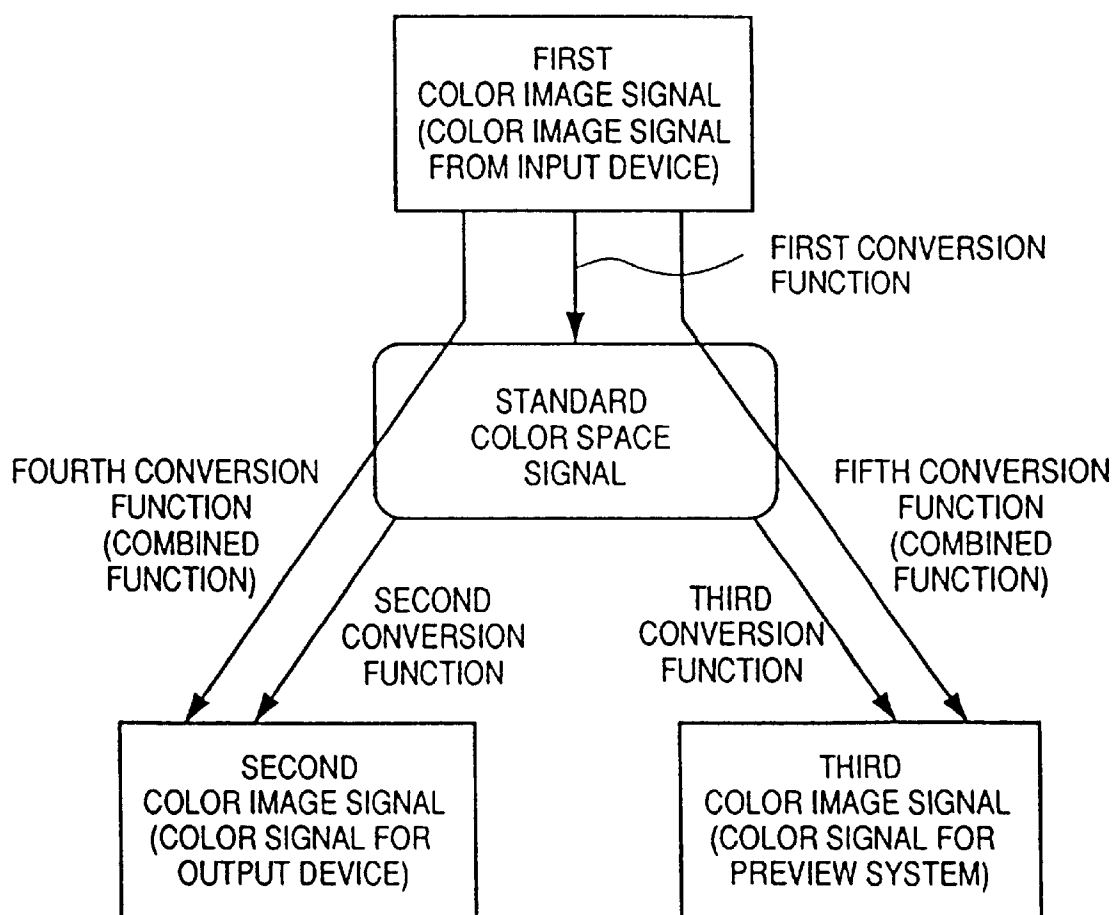 FIRST
COLOR IMAGE SIGNAL
(COLOR IMAGE SIGNAL
FROM INPUT DEVICE)
FIRST CONVERSION
FUNCTION
STANDARD
COLOR SPACE
SIGNAL
FOURTH CONVERSION
FUNCTION
(COMBINED
FUNCTION)
FIFTH CONVERSION
FUNCTION
(COMBINED
FUNCTION)
SECOND
CONVERSION
FUNCTION
THIRD
CONVERSION
FUNCTION
SECOND
COLOR IMAGE SIGNAL
(COLOR SIGNAL FOR
OUTPUT DEVICE)
THIRD
COLOR IMAGE SIGNAL
(COLOR SIGNAL FOR
PREVIEW SYSTEM)